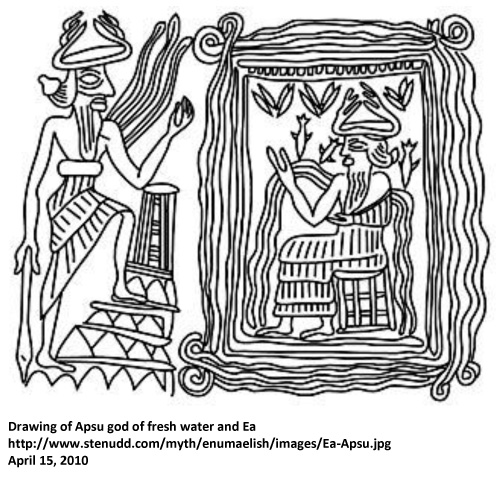 Drawing of Apsu god of fresh water and Ea
http://www.stenudd.com/myth/enumaelish/images/Ea-Apsu.jpg
April 15, 2010